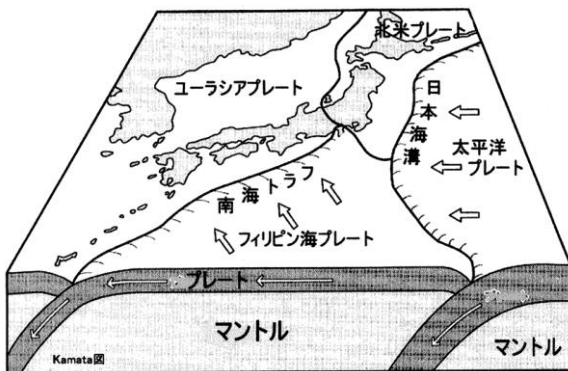 北米プレート
ユーラシアプレート
日本海溝
太平洋
プレート
南海トラフ
フィリピン海プレート
プレート
マントル
マントル
Kamata図